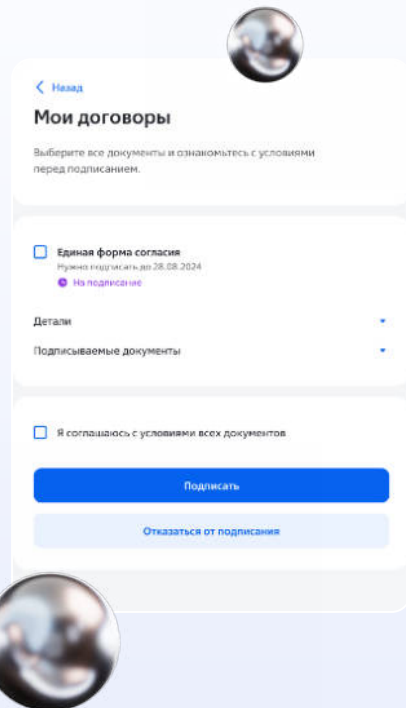 Назад
Мои договоры
Выберите все документы и ознакомьтесь с условиями
перед подписанием.
Единая форма согласия
Нужно подписать до 28.08.2024
На подписание
Детали
Подписываемые документы
Я соглашаюсь с условиями всех документов
Подписать
Отказаться от подписания